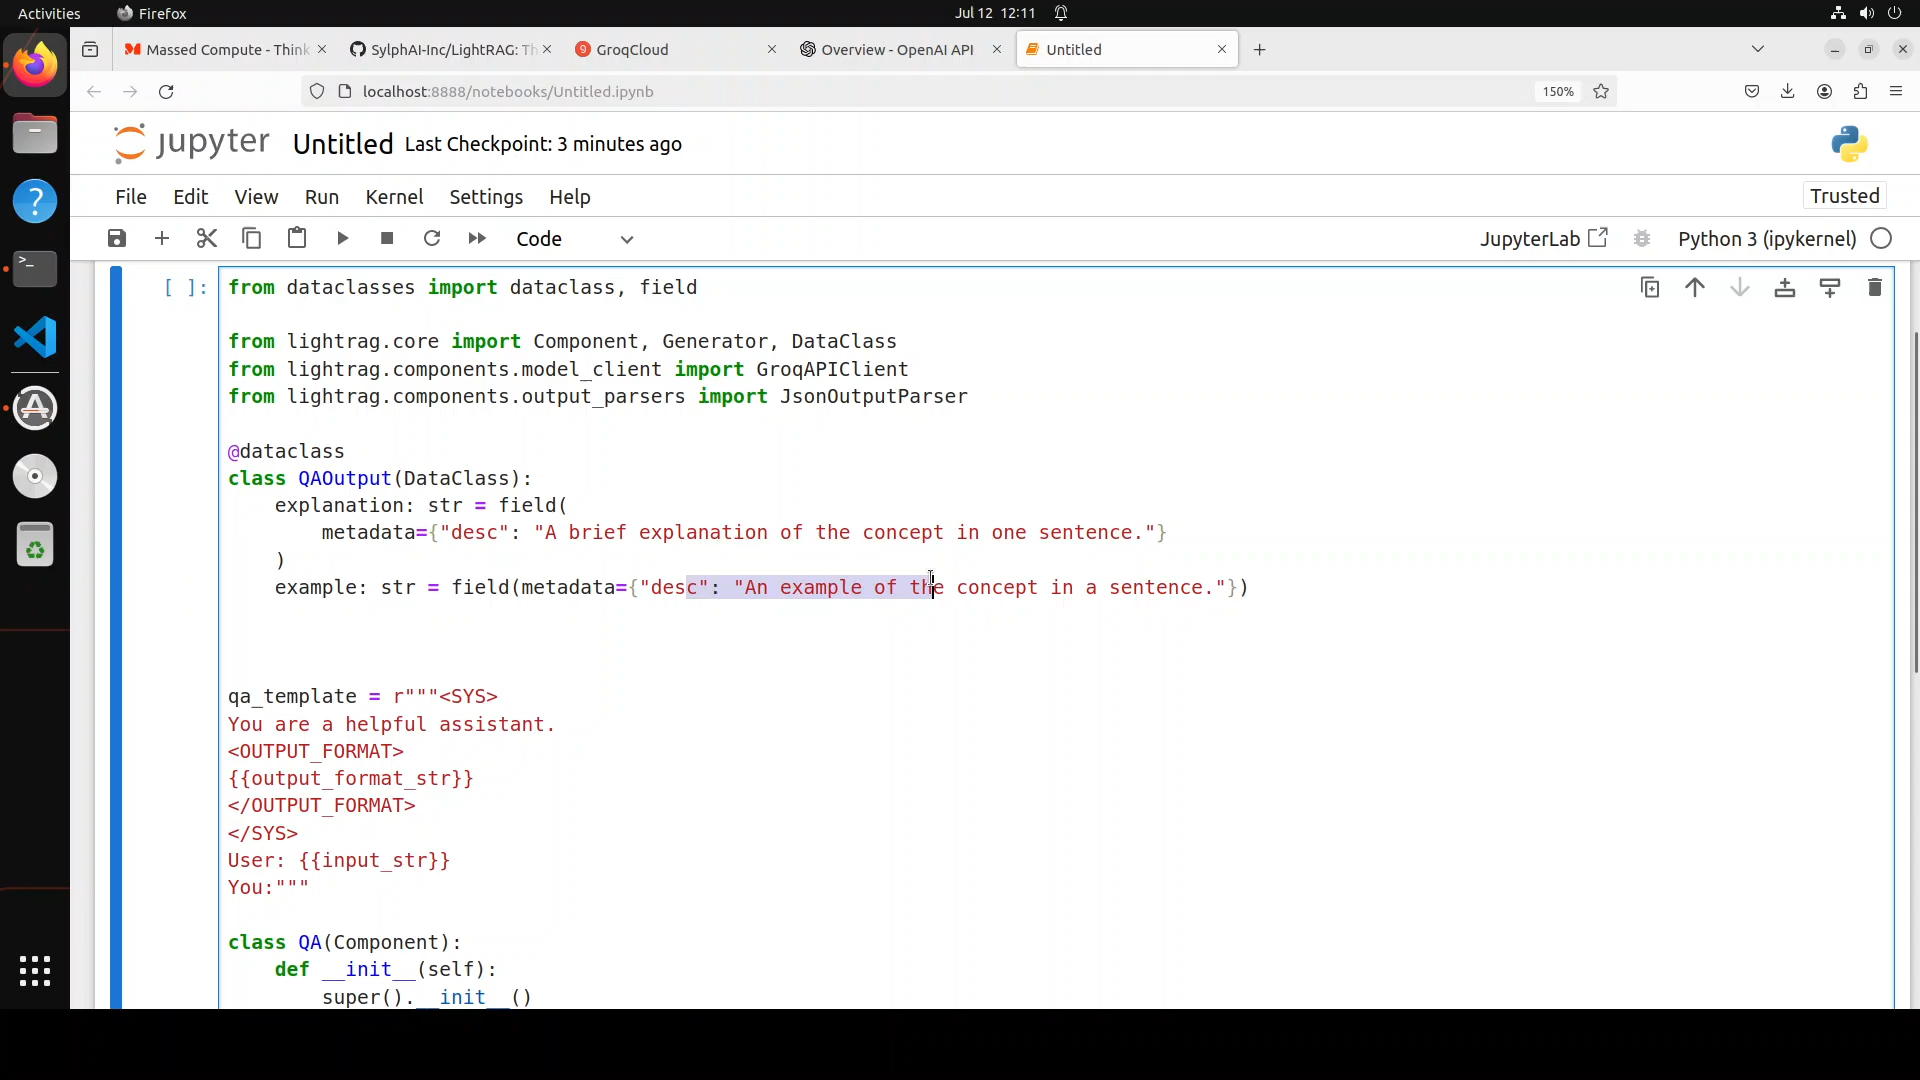 Activities Firefox Jul 12 12:11
Massed Compute - Think SylphAI-Inc/LightRAG: Th GroqCloud Overview - OpenAI API Untitled
localhost:8888/notebooks/Untitled.ipynb 150%
jupyter Untitled Last Checkpoint: 3 minutes ago
File Edit View Run Kernel Settings Help Trusted
Code JupyterLab Python 3 (ipykernel)
[ ]: from dataclasses import dataclass, field
from lightrag.core import Component, Generator, DataClass
from lightrag.components.model_client import GroqAPIClient
from lightrag.components.output_parsers import JsonOutputParser
@dataclass
class QAOutput(DataClass):
    explanation: str = field(
        metadata={"desc": "A brief explanation of the concept in one sentence."}
    )
    example: str = field(metadata={"desc": "An example of the concept in a sentence."})
qa_template = r"""<SYS>
You are a helpful assistant.
<OUTPUT_FORMAT>
{{output_format_str}}
</OUTPUT_FORMAT>
</SYS>
User: {{input_str}}
You:"""
class QA(Component):
    def __init__(self):
        super().__init__()